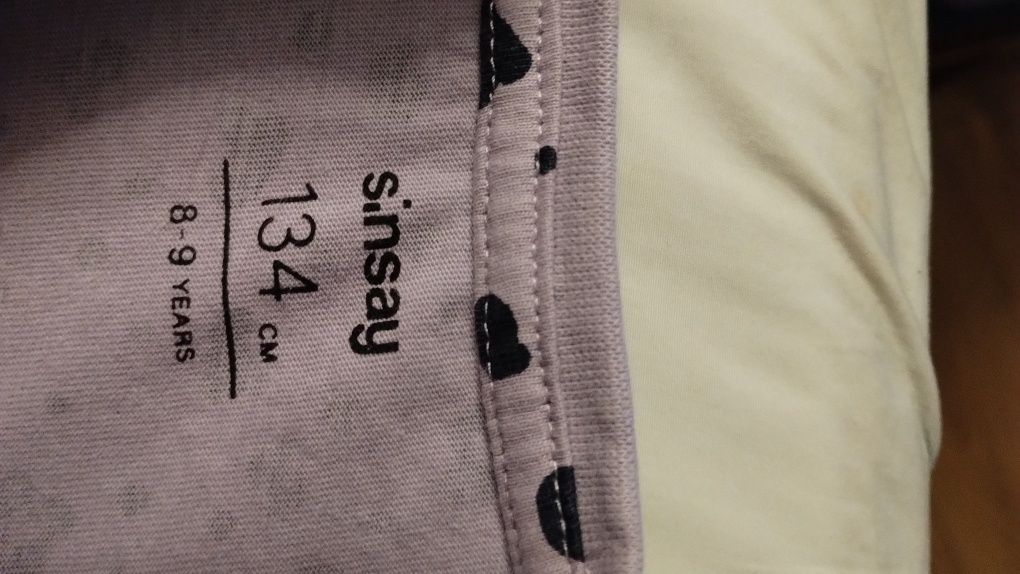 sinsay
134 CM
8-9 YEARS